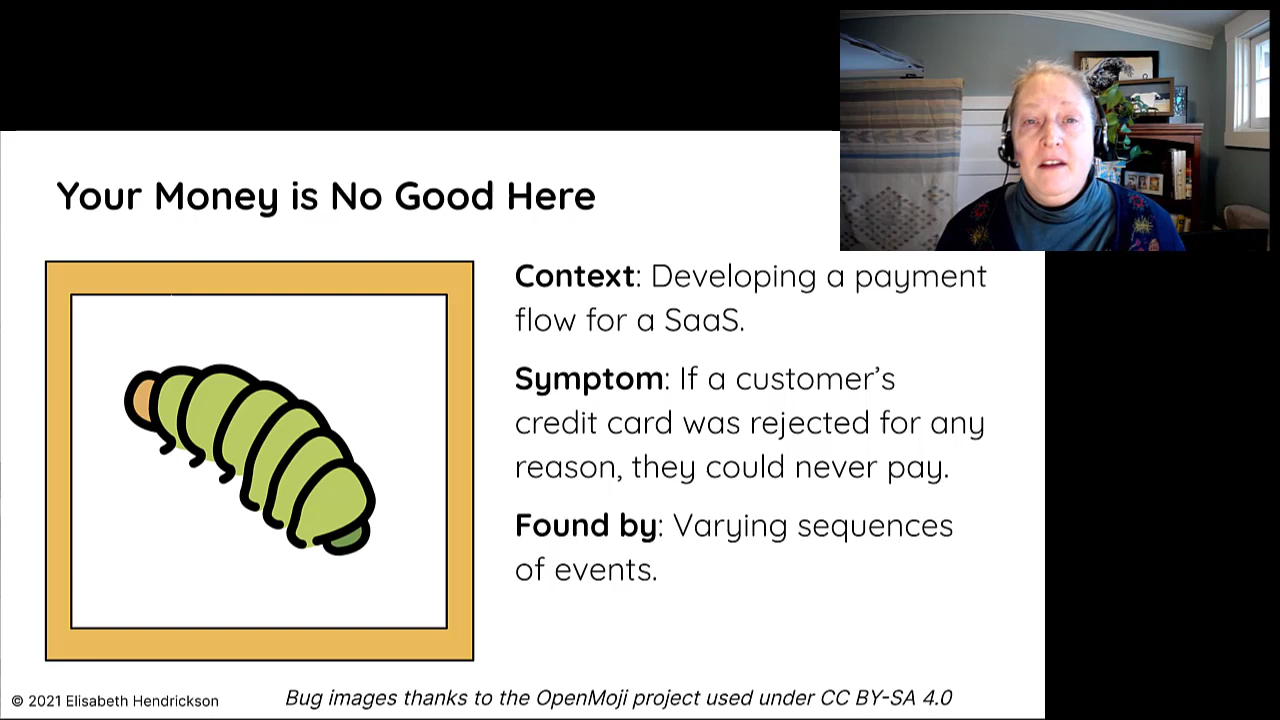 Your Money is No Good Here
Context: Developing a payment
flow for a SaaS.
Symptom: If a customer’s
credit card was rejected for any
reason, they could never pay.
Found by: Varying sequences
of events.
© 2021 Elisabeth Hendrickson
Bug images thanks to the OpenMoji project used under CC BY-SA 4.0